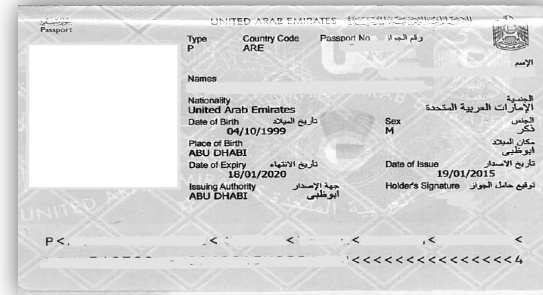 جواز سفر
Passport
UNITED ARAB EMIRATES
Type Country Code Passport No رقم الجواز
P ARE
الإسم
Names
Nationality الجنسية
United Arab Emirates الإمارات العربية المتحدة
Date of Birth تاريخ الميلاد Sex الجنس
04/10/1999 M ذكر
Place of Birth مكان الميلاد
ABU DHABI أبوظبي
Date of Expiry تاريخ الانتهاء Date of Issue تاريخ الاصدار
18/01/2020 19/01/2015
Issuing Authority جهة الإصدار Holder's Signature توقيع حامل الجواز
ABU DHABI أبوظبي
P<
<<<<<<<<<<<<<<4